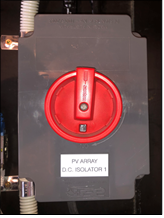 PV ARRAY
D.C. ISOLATOR 1